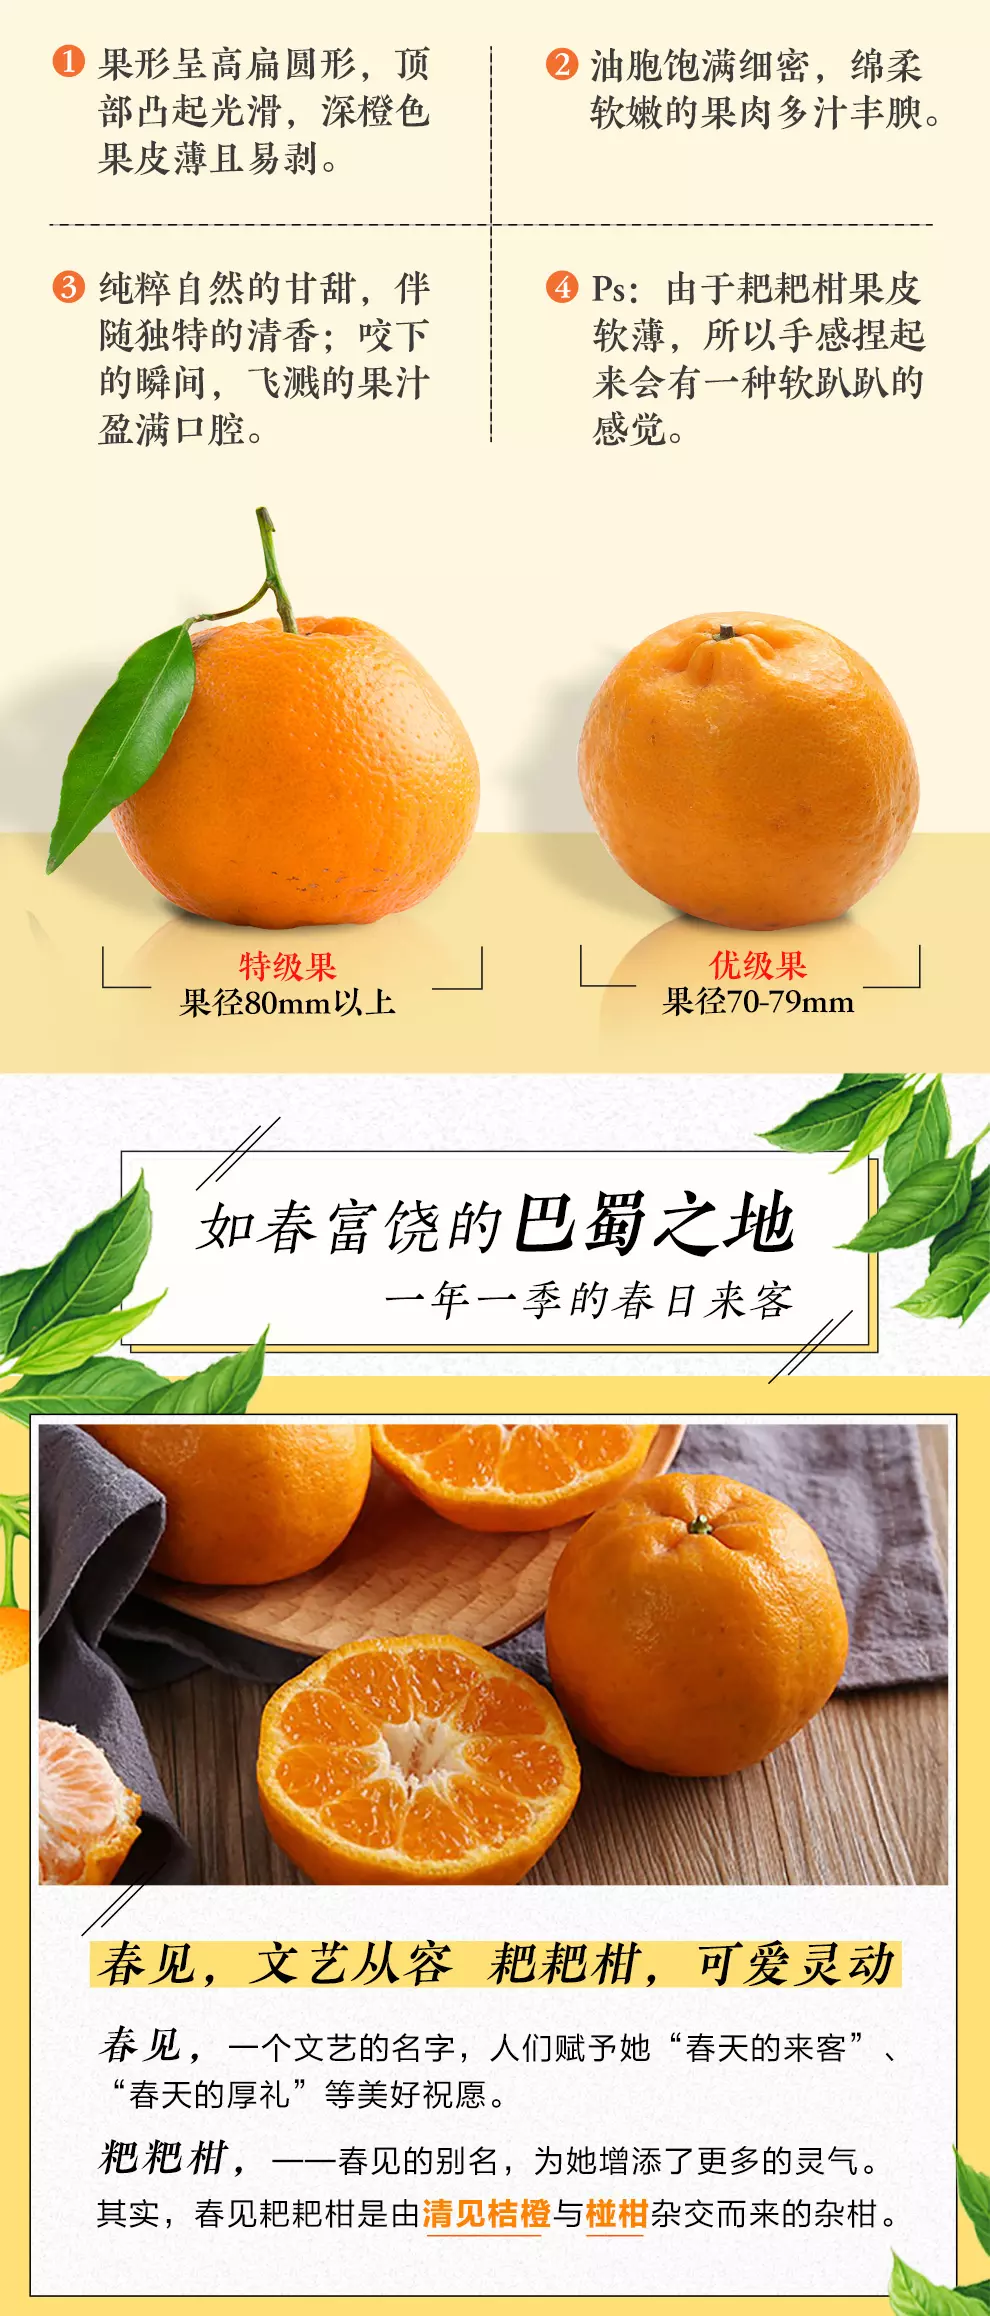 1 果形呈高扁圆形，顶
部凸起光滑，深橙色
果皮薄且易剥。
2 油胞饱满细密，绵柔
软嫩的果肉多汁丰腴。
3 纯粹自然的甘甜，伴
随独特的清香；咬下
的瞬间，飞溅的果汁
盈满口腔。
4 Ps：由于耙耙柑果皮
软薄，所以手感捏起
来会有一种软趴趴的
感觉。
特级果
果径80mm以上
优级果
果径70-79mm
如春富饶的巴蜀之地
一年一季的春日来客
春见，文艺从容 耙耙柑，可爱灵动
春见，一个文艺的名字，人们赋予她“春天的来客”、
“春天的厚礼”等美好祝愿。
粑粑柑，——春见的别名，为她增添了更多的灵气。
其实，春见耙耙柑是由清见桔橙与椪柑杂交而来的杂柑。